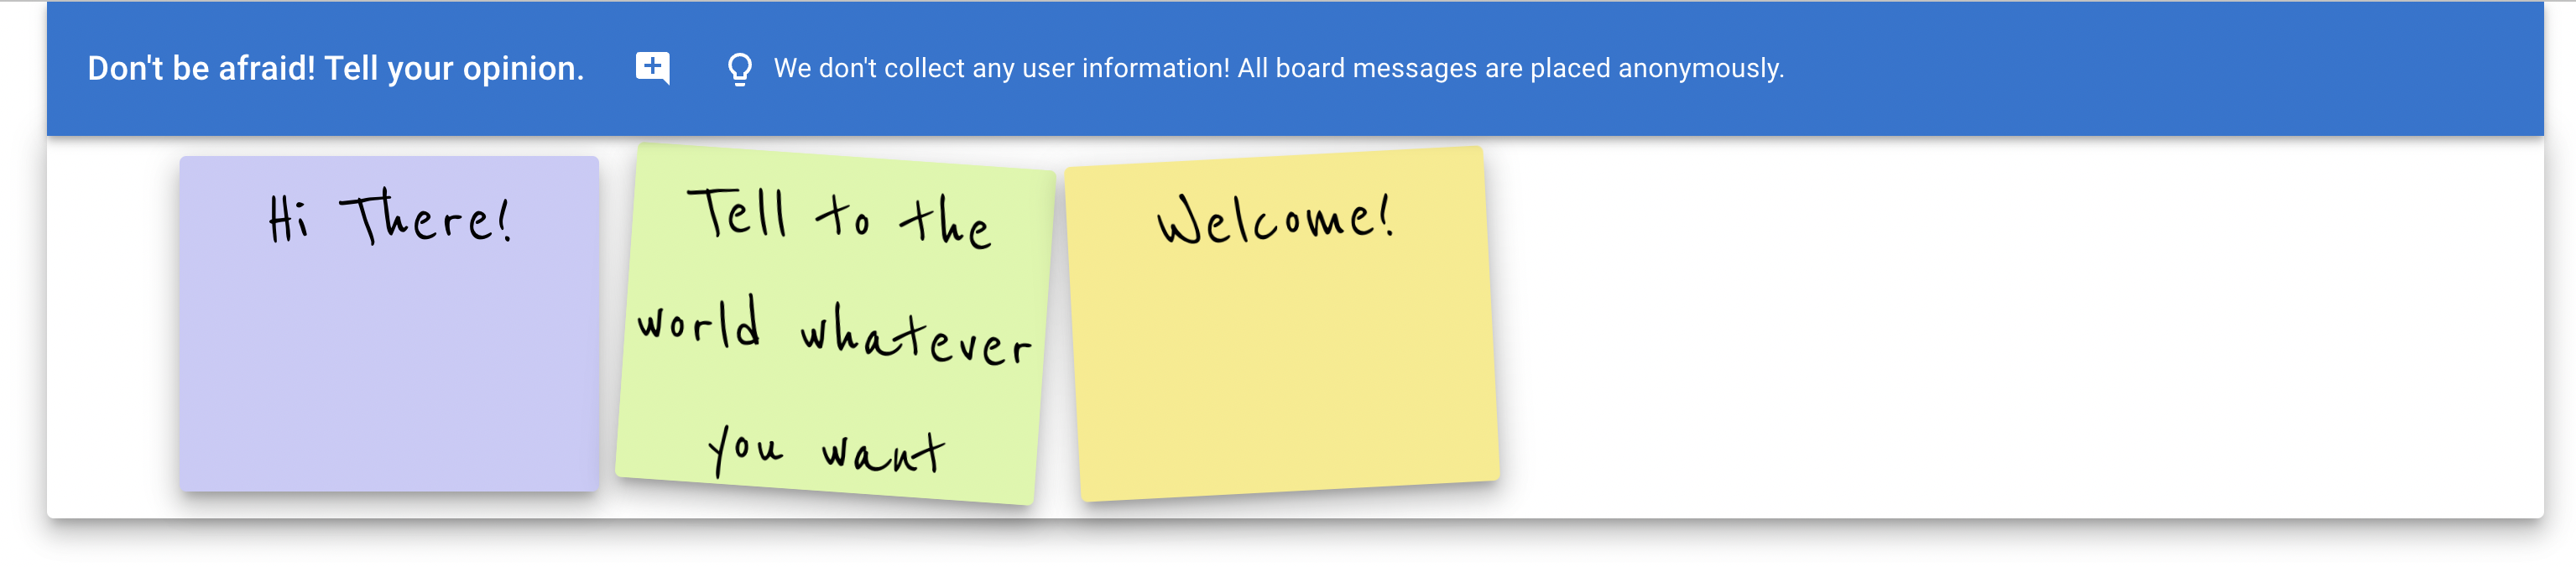 Don't be afraid! Tell your opinion.
We don't collect any user information! All board messages are placed anonymously.
Hi There!
Tell to the
world whatever
you want
Welcome!